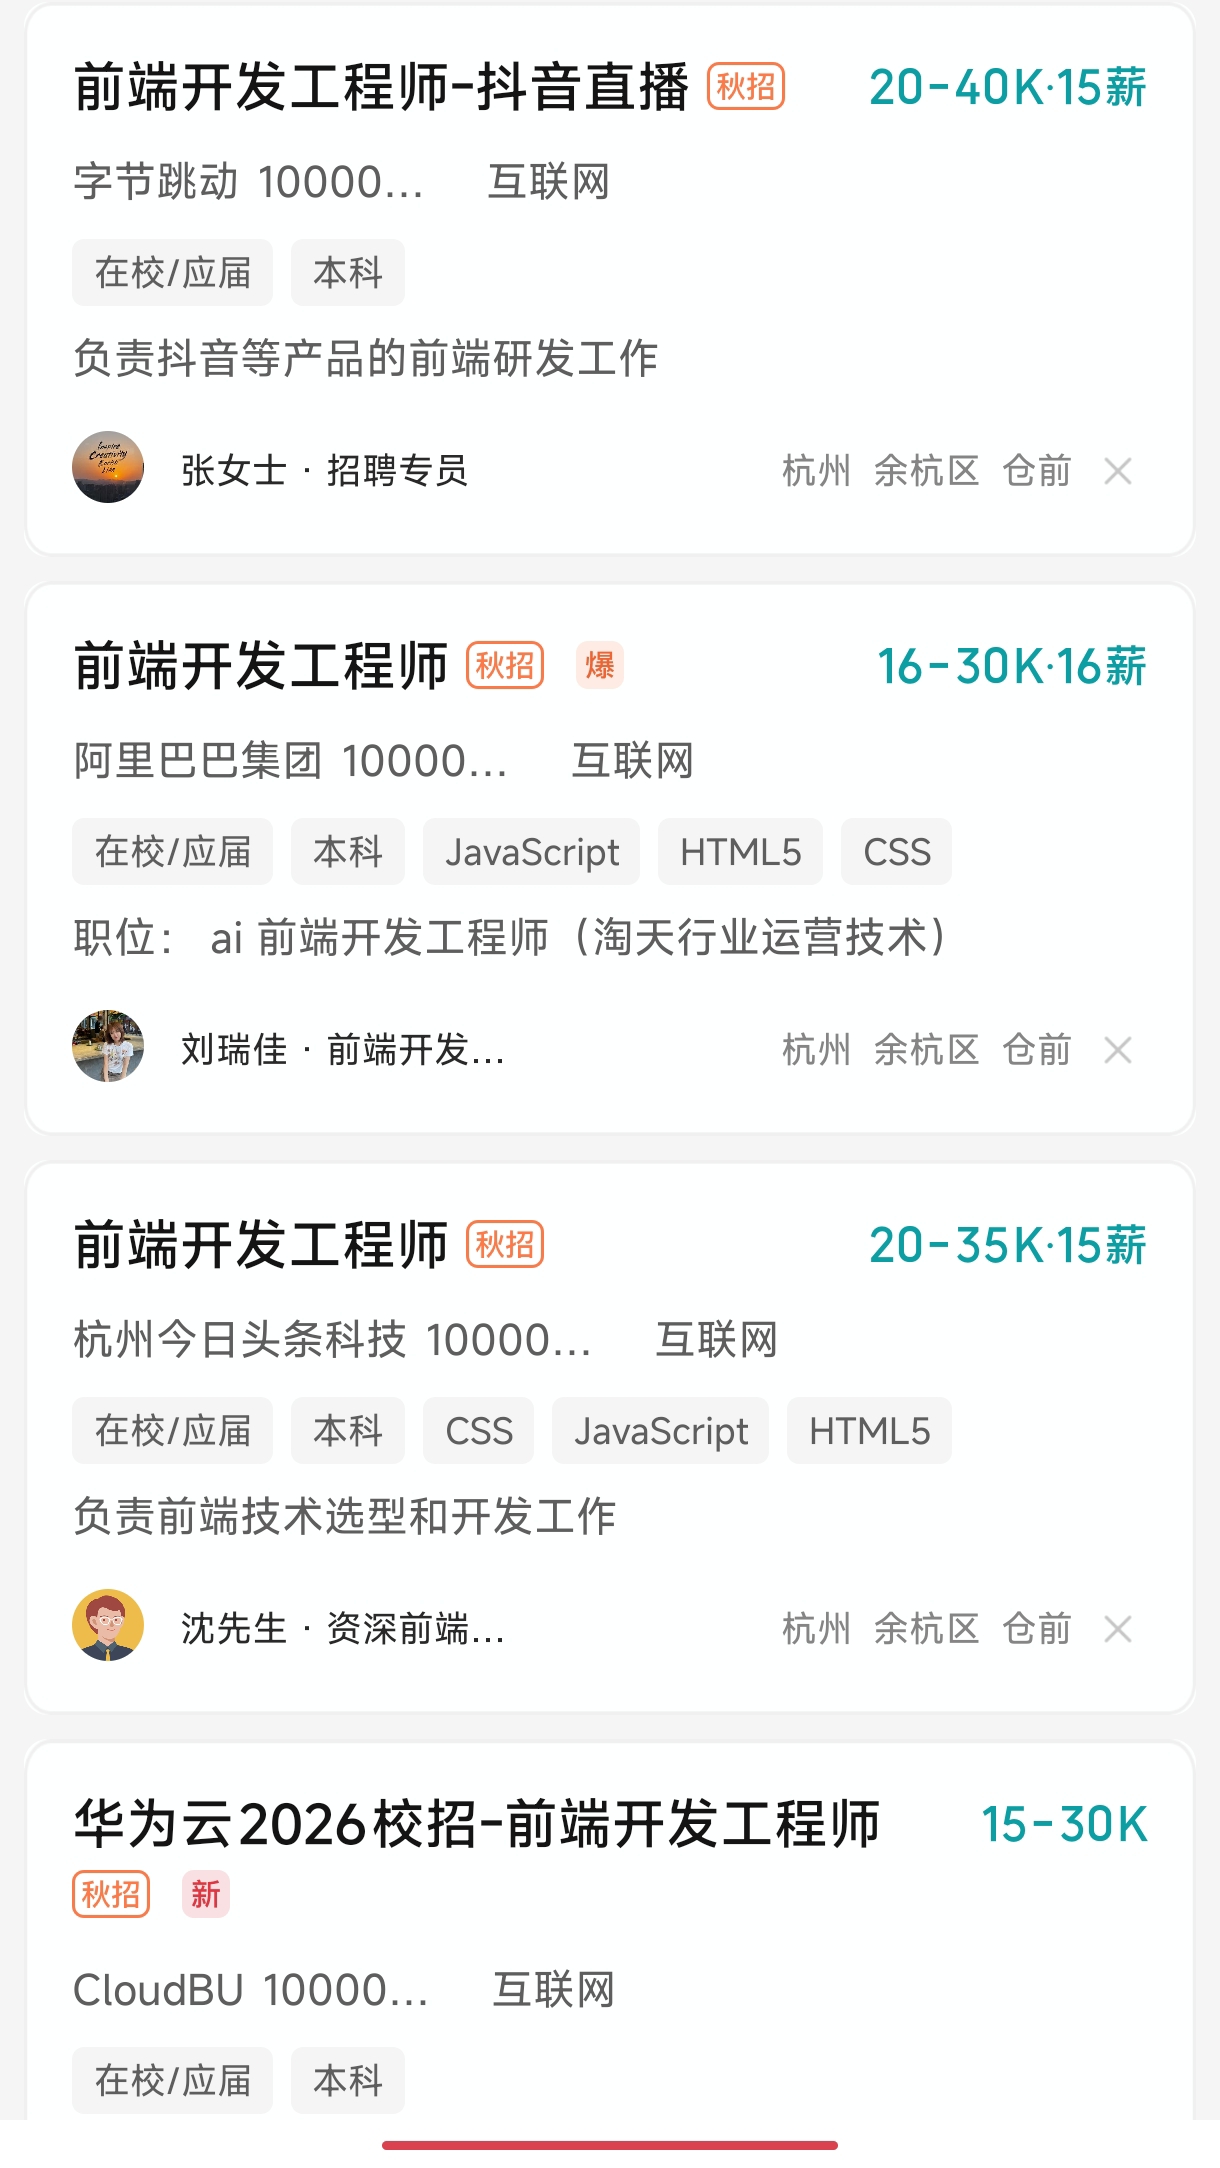 前端开发工程师-抖音直播 秋招 20-40K·15薪
字节跳动 10000... 互联网
在校/应届 本科
负责抖音等产品的前端研发工作
张女士 · 招聘专员 杭州 余杭区 仓前
前端开发工程师 秋招 爆 16-30K·16薪
阿里巴巴集团 10000... 互联网
在校/应届 本科 JavaScript HTML5 CSS
职位： ai 前端开发工程师（淘天行业运营技术）
刘瑞佳 · 前端开发... 杭州 余杭区 仓前
前端开发工程师 秋招 20-35K·15薪
杭州今日头条科技 10000... 互联网
在校/应届 本科 CSS JavaScript HTML5
负责前端技术选型和开发工作
沈先生 · 资深前端... 杭州 余杭区 仓前
华为云2026校招-前端开发工程师 15-30K
秋招 新
CloudBU 10000... 互联网
在校/应届 本科